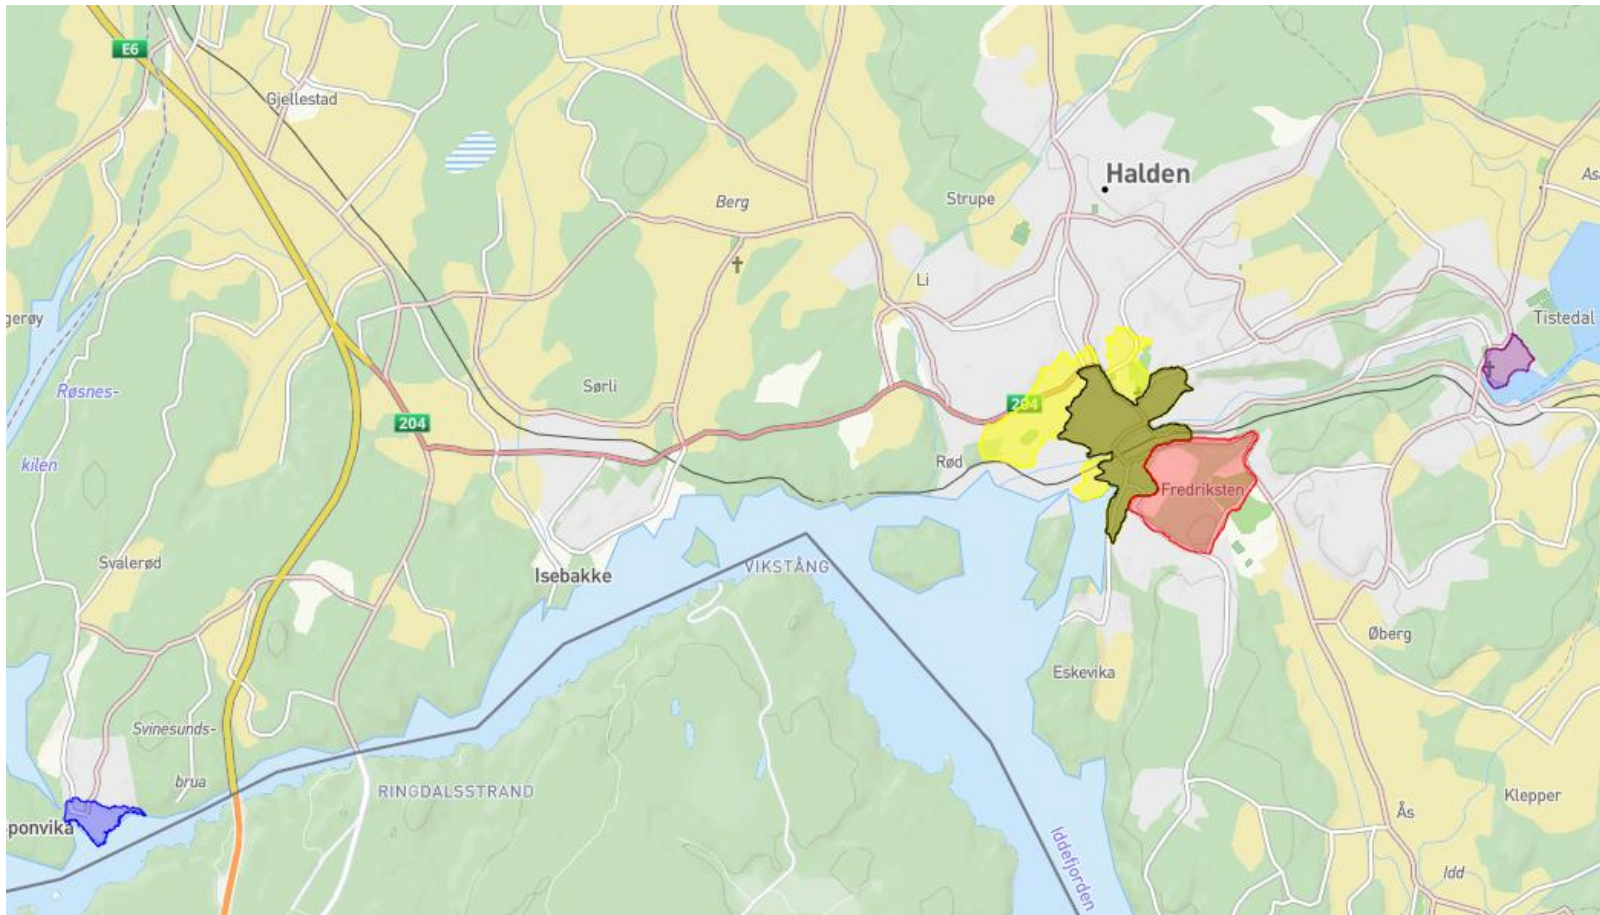 E6
Gjellestad
Halden
Berg
Strupe
Li
gerøy
Tistedal
Røsnes-
kilen
Sørli
204
204
Rød
Fredriksten
Svalerød
Isebakke
VIKSTÅNG
Øberg
Eskevika
Svinesunds-
brua
RINGDALSSTRAND
Klepper
Ås
ponvika
Iddefjorden
Idd